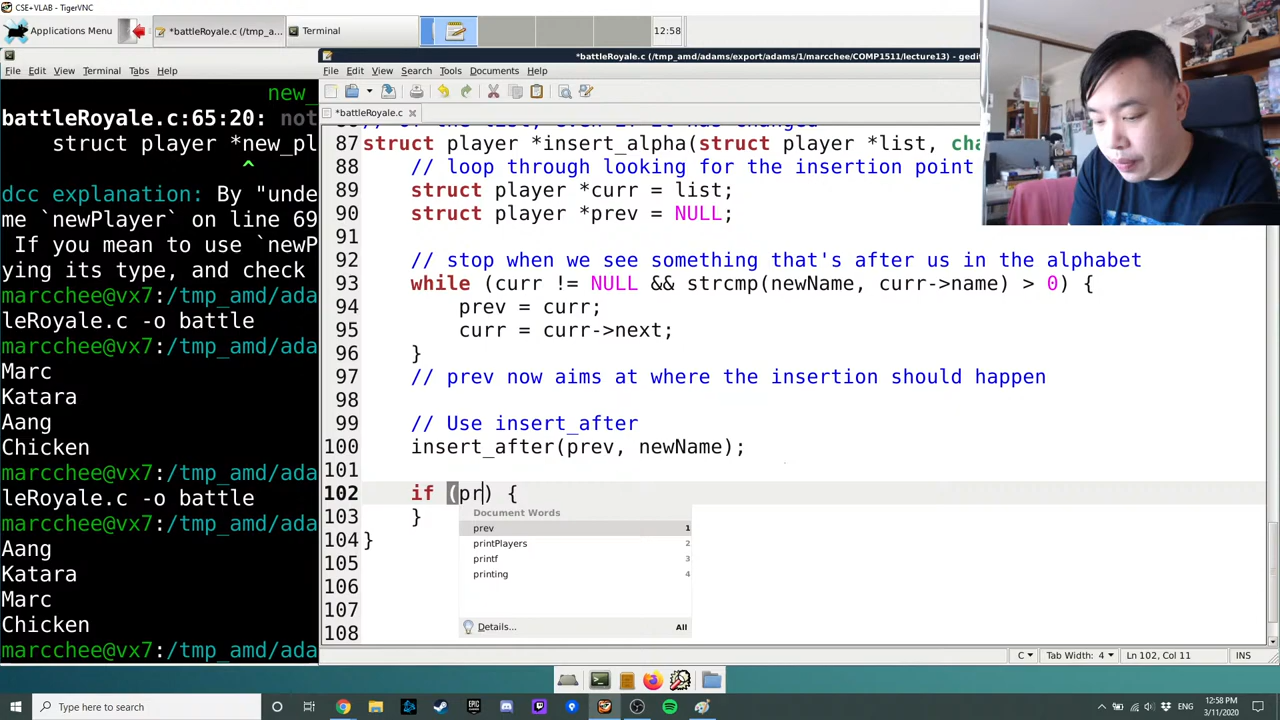 CSE+VLAB - TigerVNC
Applications Menu
*battleRoyale.c (/tmp_a...
Terminal
12:58
*battleRoyale.c (/tmp_amd/adams/export/adams/1/marcchee/COMP1511/lecture13) - gedit
File Edit View Terminal Tabs Help
File Edit View Search Tools Documents Help
*battleRoyale.c
new_
battleRoyale.c:65:20: not
struct player *new_pl
^
dcc explanation: By "unde
me `newPlayer` on line 69
If you mean to use `newP
ying its type, and check
marcchee@vx7:/tmp_amd/ada
leRoyale.c -o battle
marcchee@vx7:/tmp_amd/ada
Marc
Katara
Aang
Chicken
marcchee@vx7:/tmp_amd/ada
leRoyale.c -o battle
marcchee@vx7:/tmp_amd/ada
Aang
Katara
Marc
Chicken
marcchee@vx7:/tmp_amd/ada
87 struct player *insert_alpha(struct player *list, cha
88 // loop through looking for the insertion point
89 struct player *curr = list;
90 struct player *prev = NULL;
91
92 // stop when we see something that's after us in the alphabet
93 while (curr != NULL && strcmp(newName, curr->name) > 0) {
94 prev = curr;
95 curr = curr->next;
96 }
97 // prev now aims at where the insertion should happen
98
99 // Use insert_after
100 insert_after(prev, newName);
101
102 if (pr) {
103 }
104 }
105
106
107
108
Document Words
prev 1
printPlayers 2
printf 3
printing 4
Details... All
C Tab Width: 4 Ln 102, Col 11 INS
Type here to search
ENG
12:58 PM
3/11/2020